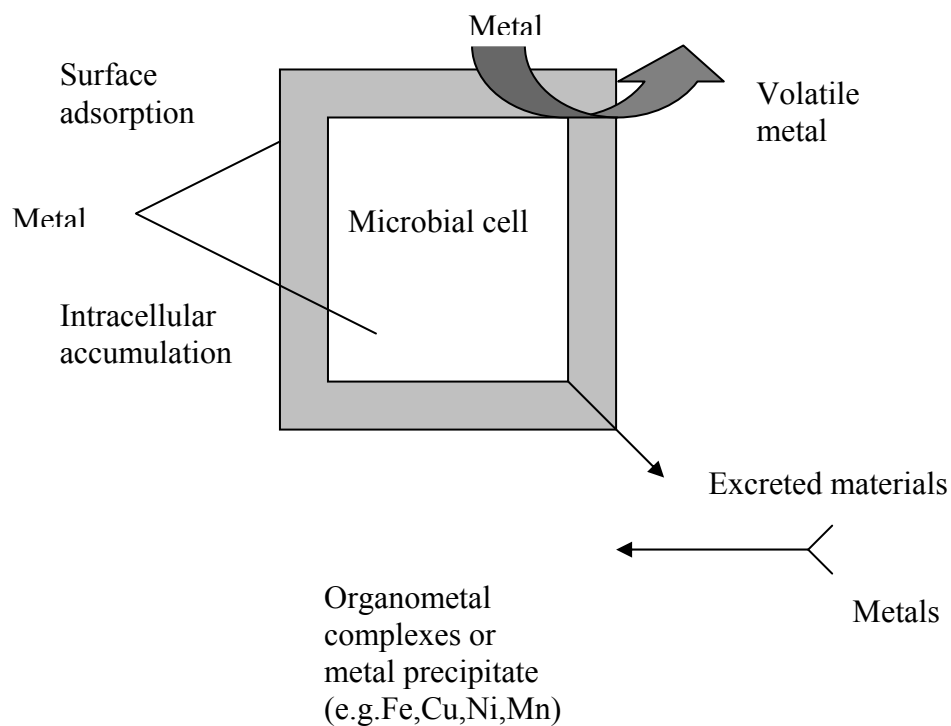 Metal
Surface
adsorption
Volatile
metal
Metal
Microbial cell
Intracellular
accumulation
Excreted materials
Organometal
complexes or
metal precipitate
(e.g.Fe,Cu,Ni,Mn)
Metals